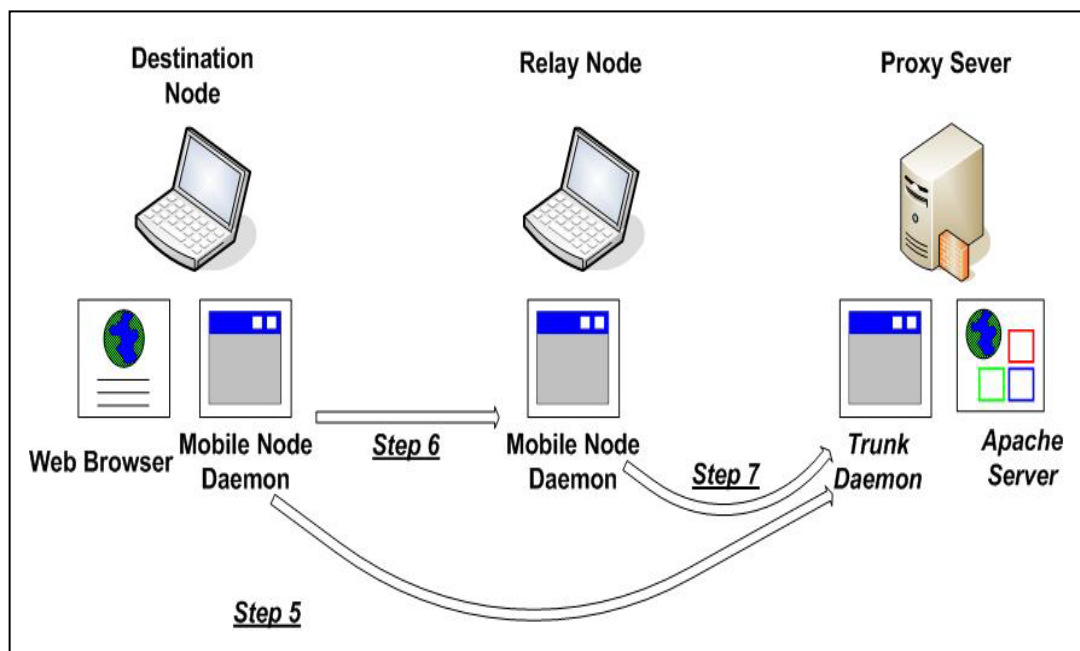 Destination
Node
Relay Node
Proxy Sever
Web Browser
Mobile Node
Daemon
Step 6
Mobile Node
Daemon
Step 7
Trunk
Daemon
Apache
Server
Step 5